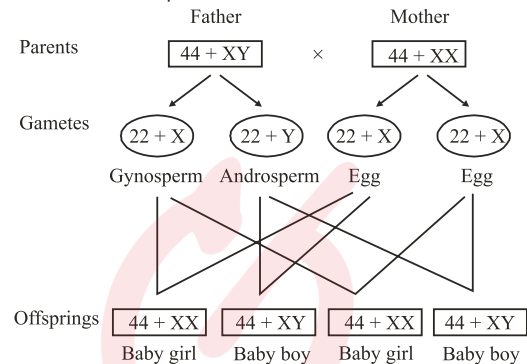 Father Mother
Parents 44 + XY × 44 + XX
Gametes 22 + X 22 + Y 22 + X 22 + X
Gynosperm Androsperm Egg Egg
Offsprings 44 + XX 44 + XY 44 + XX 44 + XY
Baby girl Baby boy Baby girl Baby boy